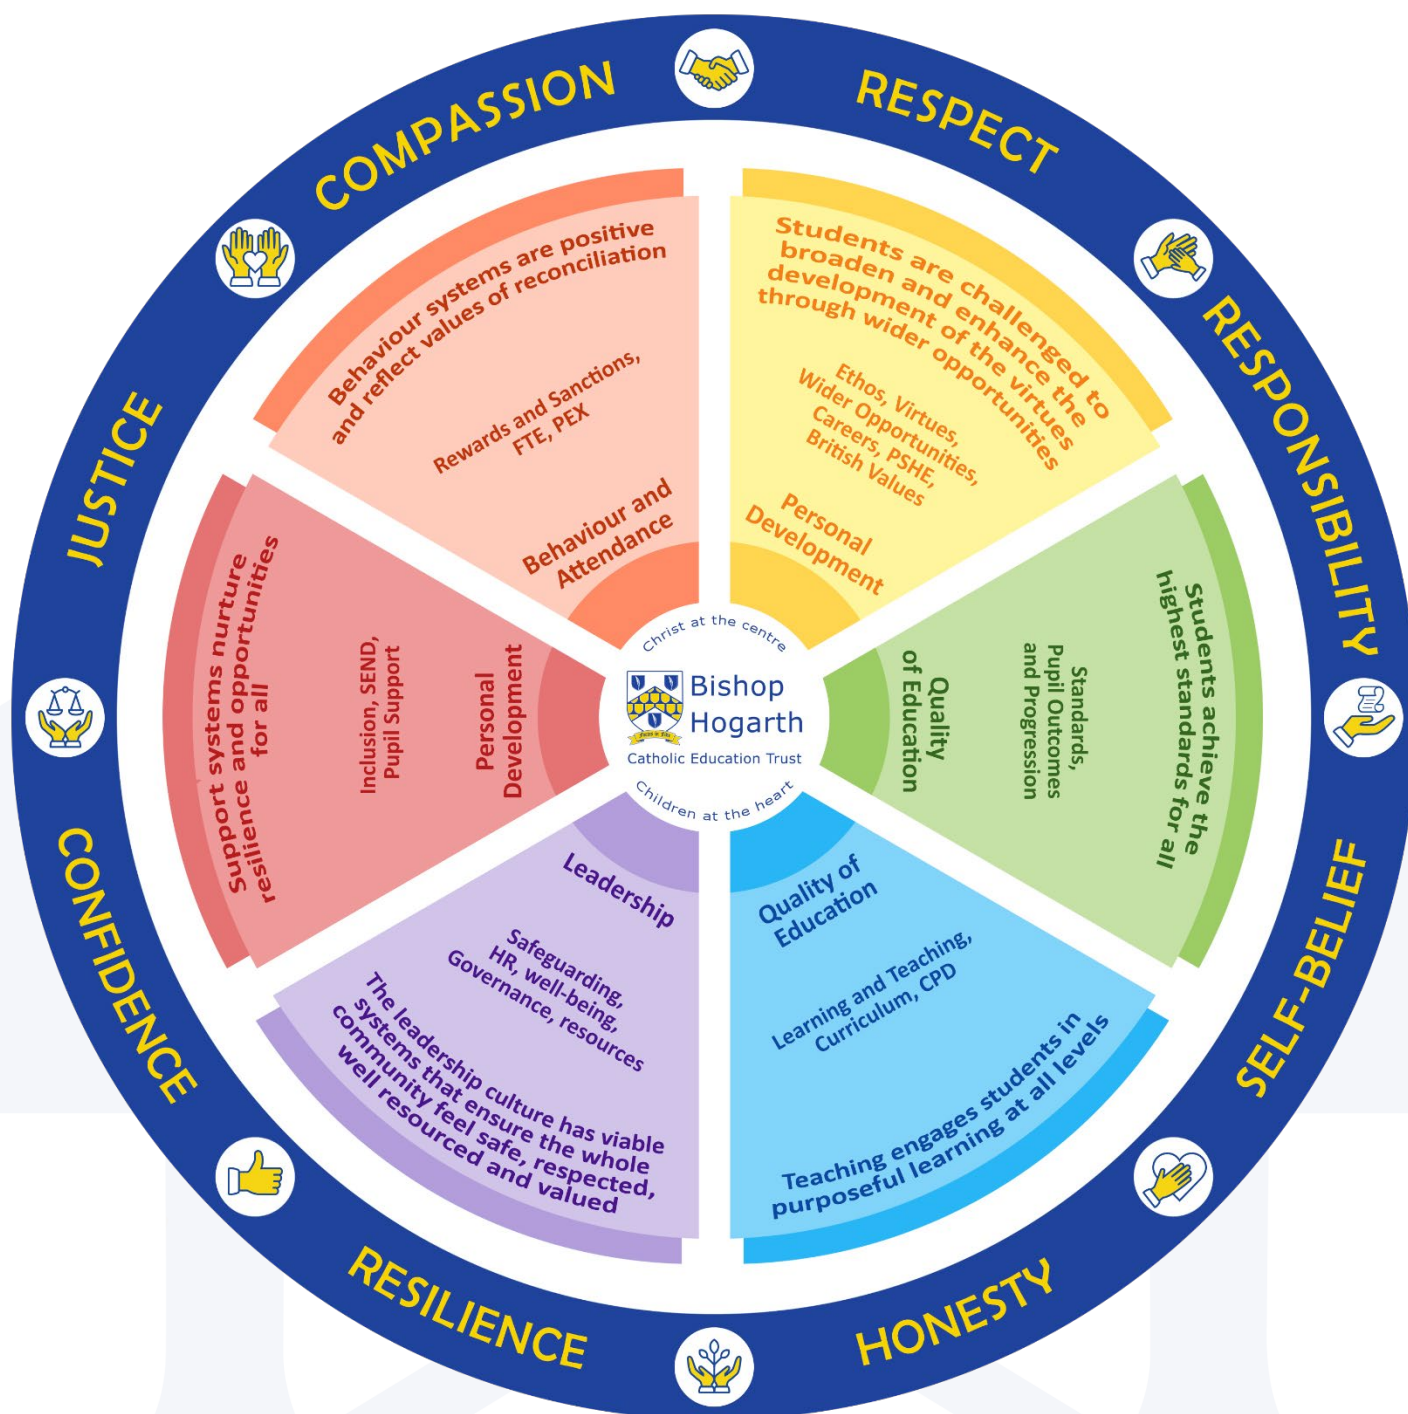 COMPASSION
RESPECT
RESPONSIBILITY
SELF-BELIEF
HONESTY
RESILIENCE
CONFIDENCE
JUSTICE
Behaviour systems are positive
and reflect values of reconciliation
Rewards and Sanctions,
FTE, PEX
Behaviour and
Attendance
Students are challenged to
broaden and enhance the
development of the virtues
through wider opportunities
Ethos, Virtues,
Wider Opportunities,
Careers, PSHE,
British Values
Personal
Development
Students achieve the
highest standards for all
Standards,
Pupil Outcomes
and Progression
Quality
of Education
Quality of
Education
Learning and Teaching,
Curriculum, CPD
Teaching engages students in
purposeful learning at all levels
Leadership
Safeguarding,
HR, well-being,
Governance, resources
The leadership culture has viable
systems that ensure the whole
community feel safe, respected,
well resourced and valued
Support systems nurture
resilience and opportunities
for all
Inclusion, SEND,
Pupil Support
Personal
Development
Christ at the centre
Bishop
Hogarth
Catholic Education Trust
Children at the heart